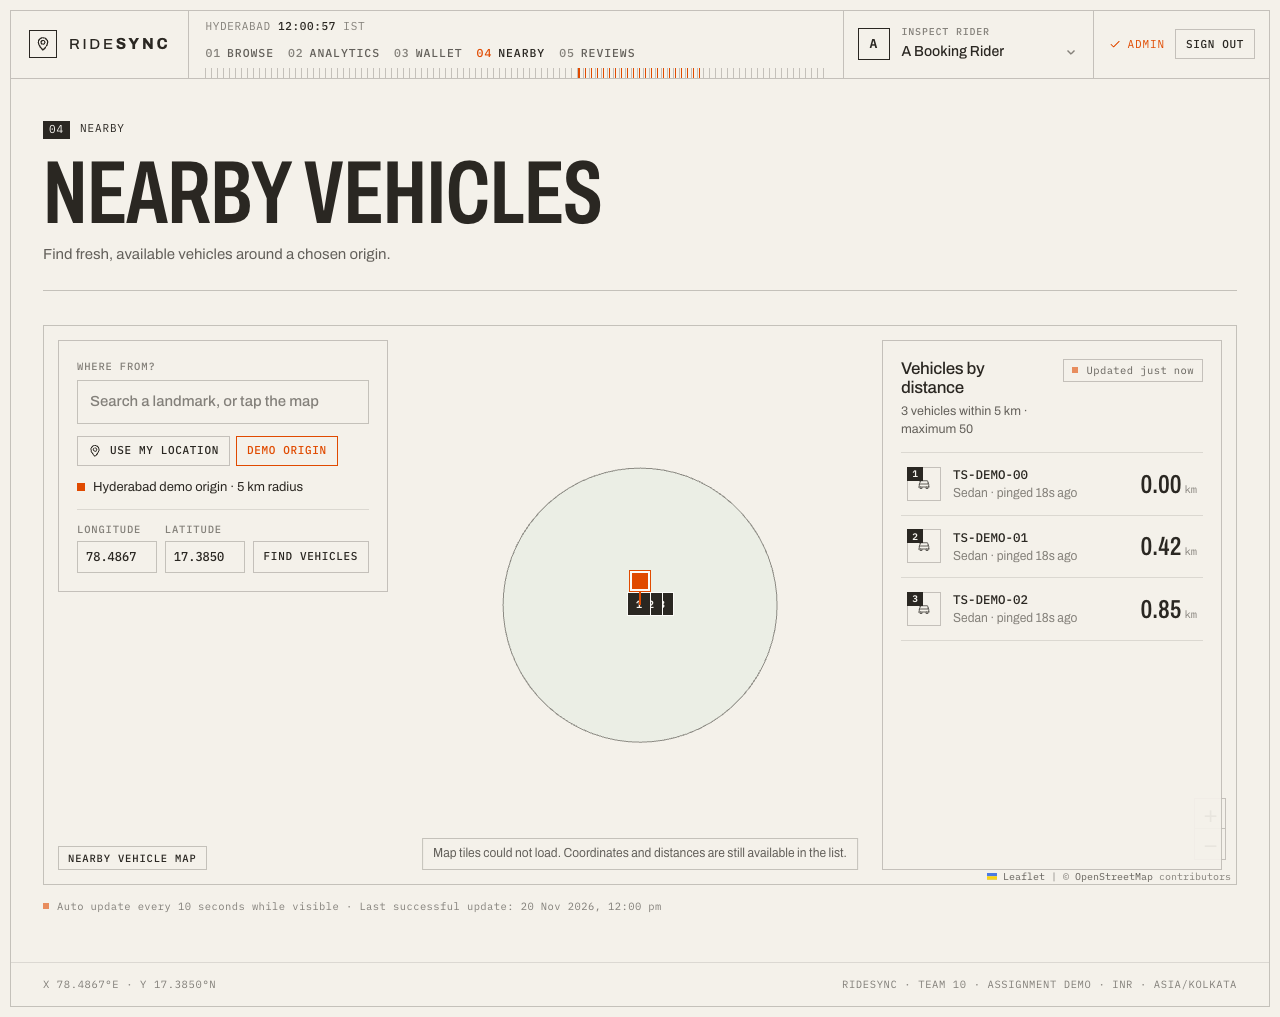 RIDESYNC
HYDERABAD 12:00:57 IST
01 BROWSE 02 ANALYTICS 03 WALLET 04 NEARBY 05 REVIEWS
A
INSPECT RIDER
A Booking Rider
ADMIN
SIGN OUT
04 NEARBY
NEARBY VEHICLES
Find fresh, available vehicles around a chosen origin.
WHERE FROM?
Search a landmark, or tap the map
USE MY LOCATION
DEMO ORIGIN
Hyderabad demo origin · 5 km radius
LONGITUDE LATITUDE
78.4867 17.3850 FIND VEHICLES
1 2 3
NEARBY VEHICLE MAP
Map tiles could not load. Coordinates and distances are still available in the list.
Vehicles by
distance
Updated just now
3 vehicles within 5 km ·
maximum 50
1 TS-DEMO-00
Sedan · pinged 18s ago
0.00 km
2 TS-DEMO-01
Sedan · pinged 18s ago
0.42 km
3 TS-DEMO-02
Sedan · pinged 18s ago
0.85 km
+
−
Leaflet | © OpenStreetMap contributors
Auto update every 10 seconds while visible · Last successful update: 20 Nov 2026, 12:00 pm
X 78.4867°E · Y 17.3850°N
RIDESYNC · TEAM 10 · ASSIGNMENT DEMO · INR · ASIA/KOLKATA